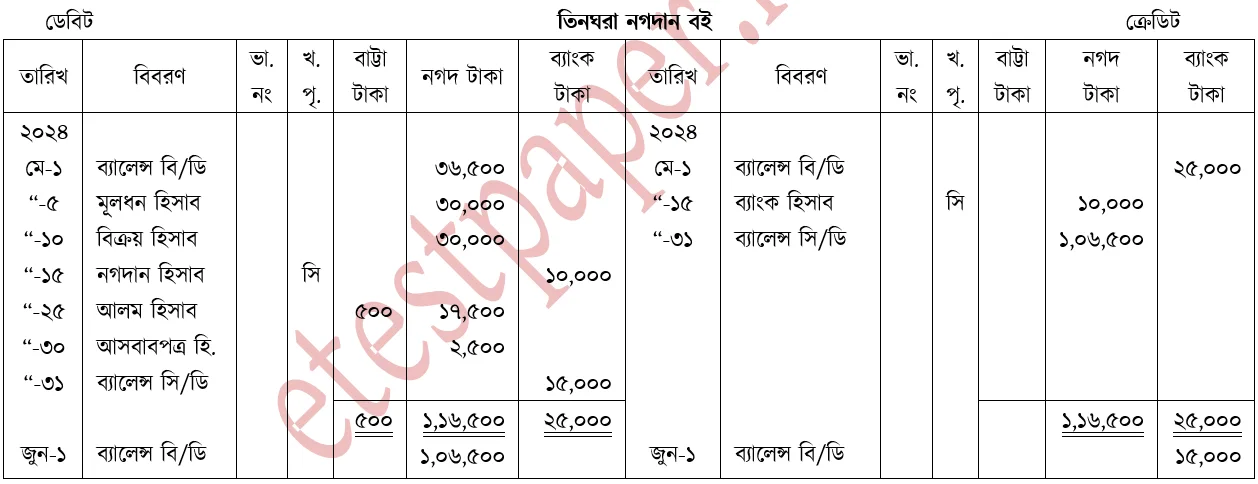 ডেবিট তিনঘরা নগদান বই ক্রেডিট
তারিখ বিবরণ ভা. নং খ. পৃ. বাট্টা টাকা নগদ টাকা ব্যাংক টাকা তারিখ বিবরণ ভা. নং খ. পৃ. বাট্টা টাকা নগদ টাকা ব্যাংক টাকা
২০২৪ ২০২৪
মে-১ ব্যালেন্স বি/ডি ৩৬,৫০০ মে-১ ব্যালেন্স বি/ডি ২৫,০০০
“-৫ মূলধন হিসাব ৩০,০০০ “-১৫ ব্যাংক হিসাব সি ১০,০০০
“-১০ বিক্রয় হিসাব ৩০,০০০ “-৩১ ব্যালেন্স সি/ডি ১,০৬,৫০০
“-১৫ নগদান হিসাব সি ১০,০০০
“-২৫ আলম হিসাব ৫০০ ১৭,৫০০
“-৩০ আসবাবপত্র হি. ২,৫০০
“-৩১ ব্যালেন্স সি/ডি ১৫,০০০
৫০০ ১,১৬,৫০০ ২৫,০০০ ১,১৬,৫০০ ২৫,০০০
জুন-১ ব্যালেন্স বি/ডি ১,০৬,৫০০ জুন-১ ব্যালেন্স বি/ডি ১৫,০০০
etestpaper.